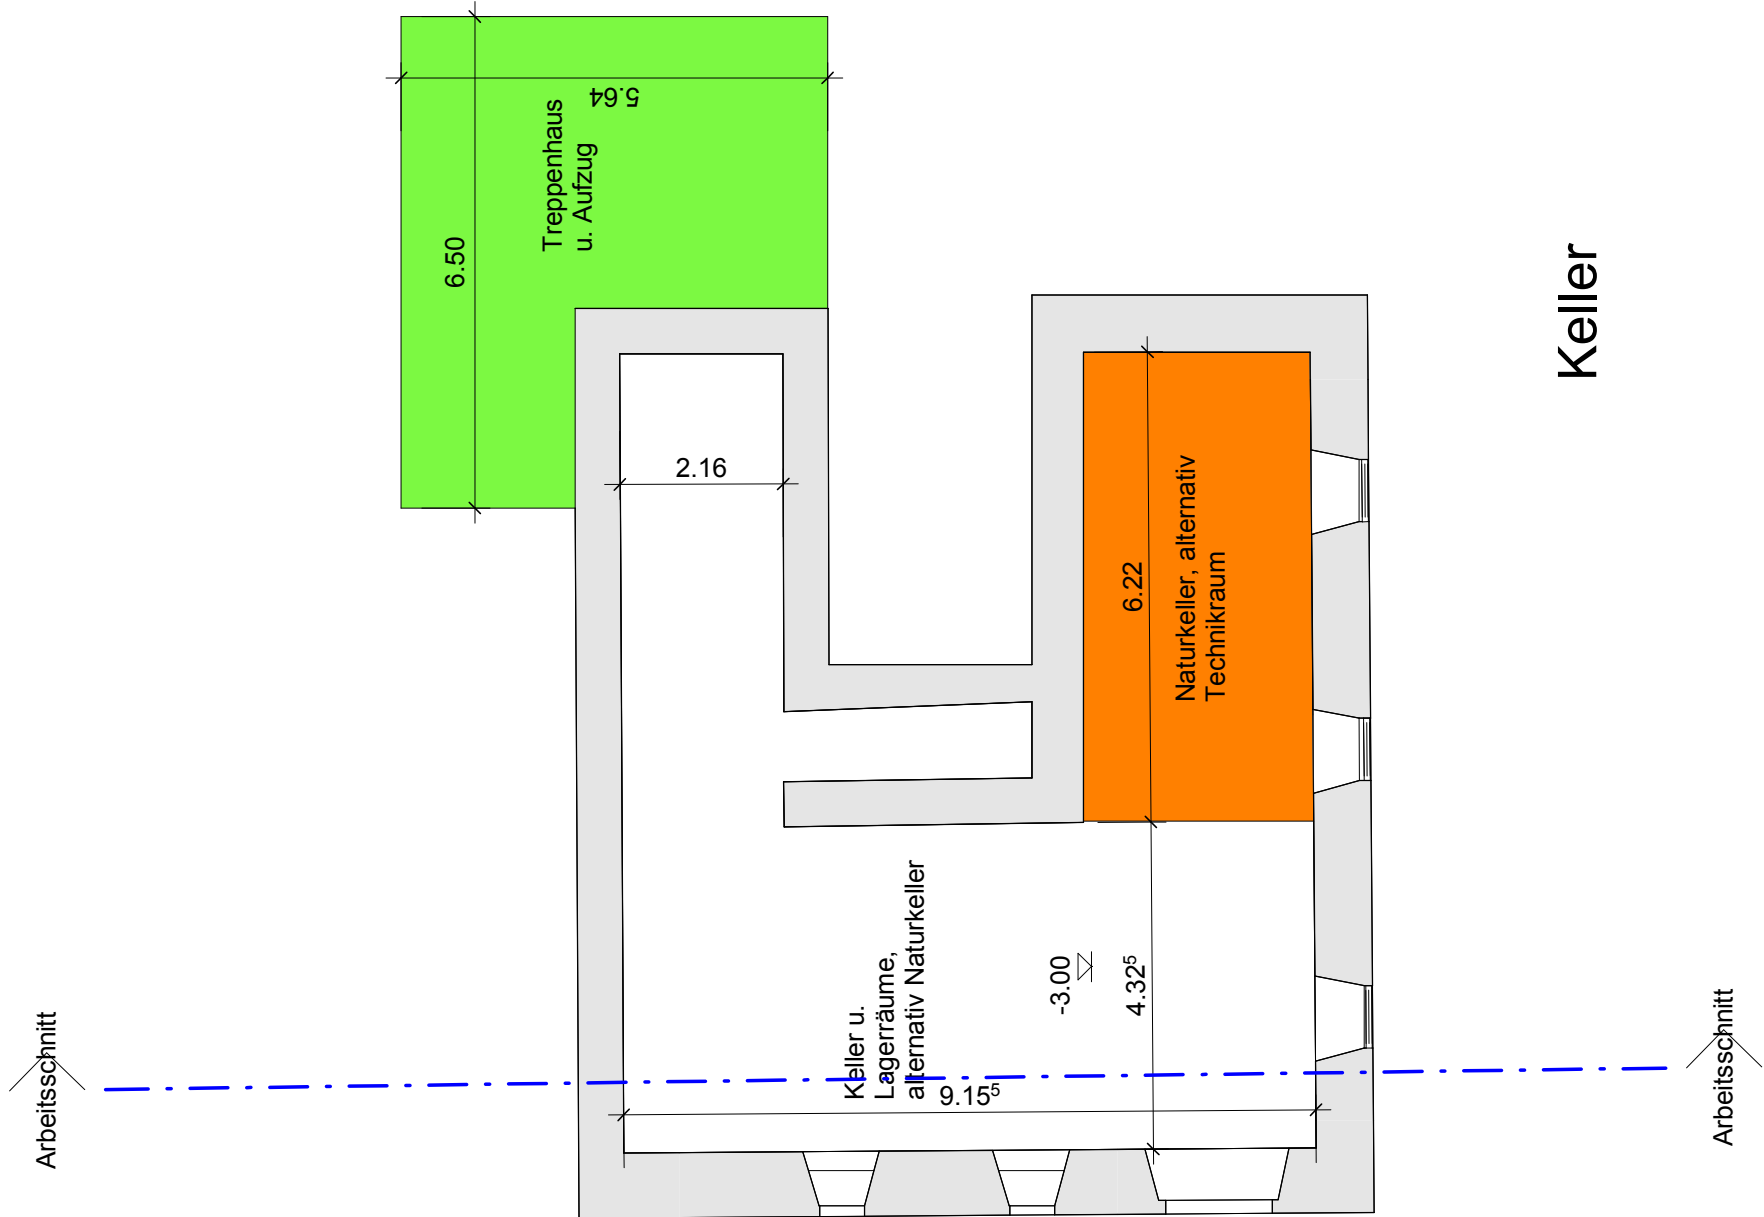 5.64
6.50
Treppenhaus
u. Aufzug
Keller
2.16
6.22
Naturkeller, alternativ
Technikraum
Keller u.
Lagerräume,
alternativ Naturkeller
-3.00
4.32⁵
9.15⁵
Arbeitsschnitt
Arbeitsschnitt